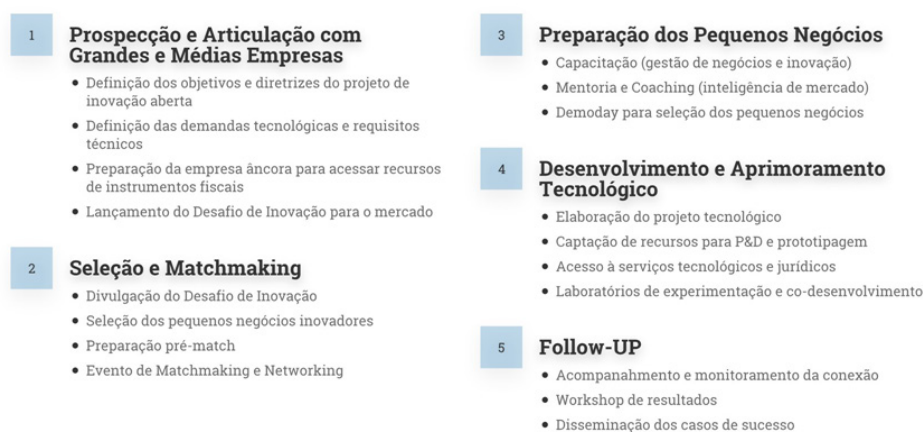 1
Prospecção e Articulação com
Grandes e Médias Empresas
• Definição dos objetivos e diretrizes do projeto de
inovação aberta
• Definição das demandas tecnológicas e requisitos
técnicos
• Preparação da empresa âncora para acessar recursos
de instrumentos fiscais
• Lançamento do Desafio de Inovação para o mercado
2
Seleção e Matchmaking
• Divulgação do Desafio de Inovação
• Seleção dos pequenos negócios inovadores
• Preparação pré-match
• Evento de Matchmaking e Networking
3
Preparação dos Pequenos Negócios
• Capacitação (gestão de negócios e inovação)
• Mentoria e Coaching (inteligência de mercado)
• Demoday para seleção dos pequenos negócios
4
Desenvolvimento e Aprimoramento
Tecnológico
• Elaboração do projeto tecnológico
• Captação de recursos para P&D e prototipagem
• Acesso à serviços tecnológicos e jurídicos
• Laboratórios de experimentação e co-desenvolvimento
5
Follow-UP
• Acompanahmento e monitoramento da conexão
• Workshop de resultados
• Disseminação dos casos de sucesso